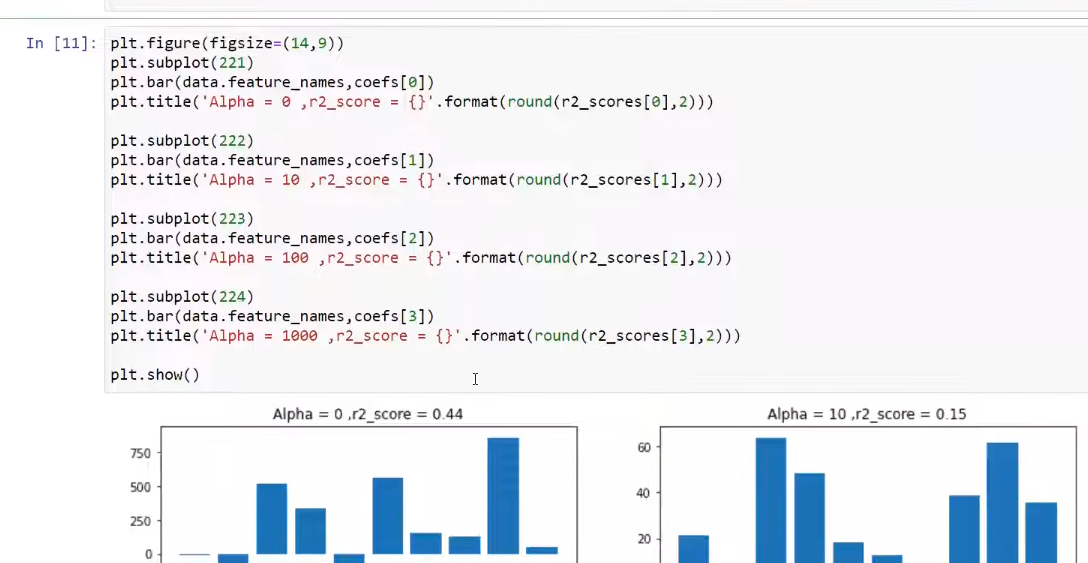 In [11]:
plt.figure(figsize=(14,9))
plt.subplot(221)
plt.bar(data.feature_names,coefs[0])
plt.title('Alpha = 0 ,r2_score = {}'.format(round(r2_scores[0],2)))
plt.subplot(222)
plt.bar(data.feature_names,coefs[1])
plt.title('Alpha = 10 ,r2_score = {}'.format(round(r2_scores[1],2)))
plt.subplot(223)
plt.bar(data.feature_names,coefs[2])
plt.title('Alpha = 100 ,r2_score = {}'.format(round(r2_scores[2],2)))
plt.subplot(224)
plt.bar(data.feature_names,coefs[3])
plt.title('Alpha = 1000 ,r2_score = {}'.format(round(r2_scores[3],2)))
plt.show()
Alpha = 0 ,r2_score = 0.44
750
500
250
0
Alpha = 10 ,r2_score = 0.15
60
40
20